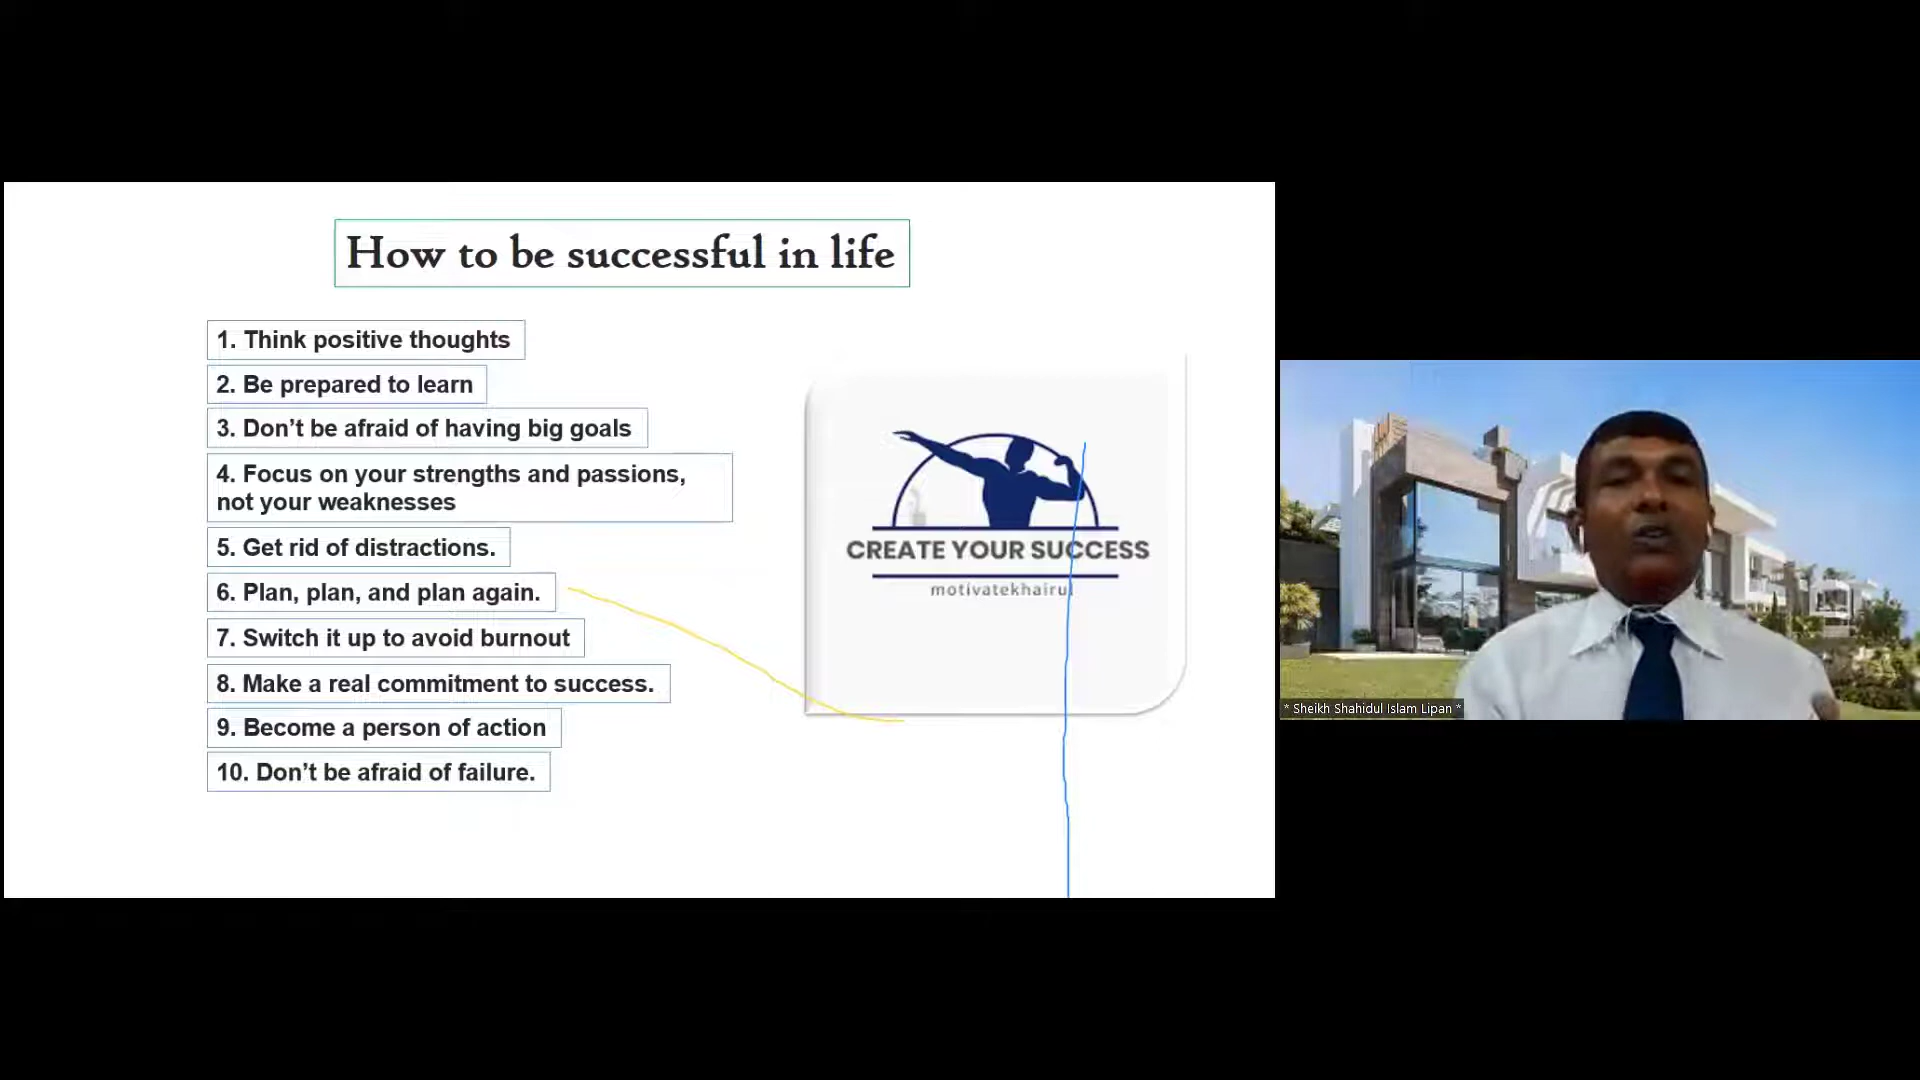 How to be successful in life
1. Think positive thoughts
2. Be prepared to learn
3. Don’t be afraid of having big goals
4. Focus on your strengths and passions,
not your weaknesses
5. Get rid of distractions.
6. Plan, plan, and plan again.
7. Switch it up to avoid burnout
8. Make a real commitment to success.
9. Become a person of action
10. Don’t be afraid of failure.
CREATE YOUR SUCCESS
motivatekhairul
* Sheikh Shahidul Islam Lipan *